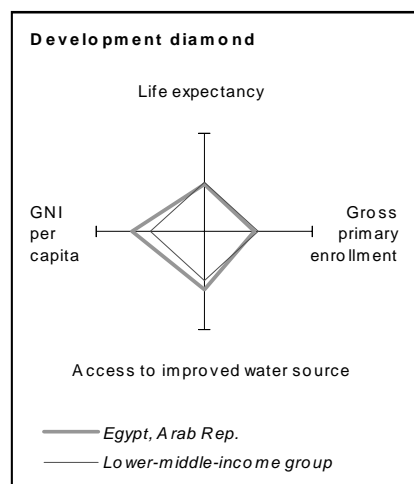 Development diamond
Life expectancy
GNI
per
capita
Gross
primary
enrollment
Access to improved water source
Egypt, Arab Rep.
Lower-middle-income group